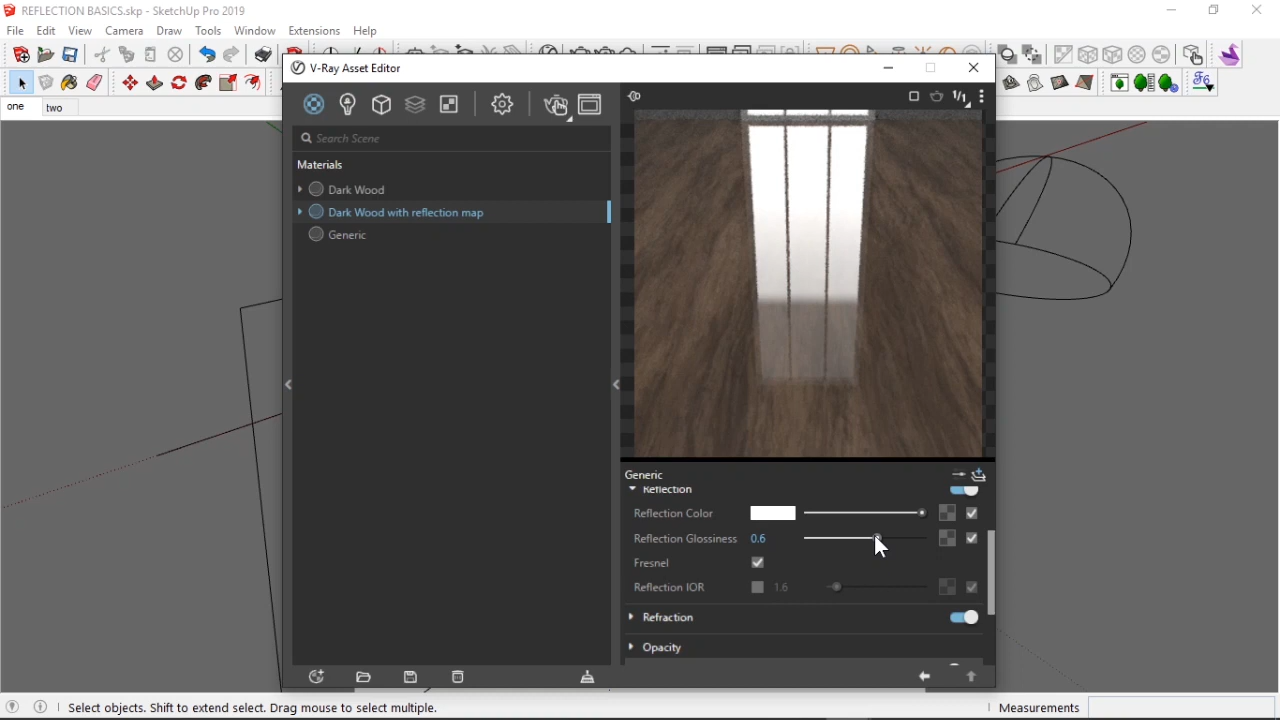 REFLECTION BASICS.skp - SketchUp Pro 2019
File Edit View Camera Draw Tools Window Extensions Help
V-Ray Asset Editor
one two
1/1
Search Scene
Materials
Dark Wood
Dark Wood with reflection map
Generic
Generic
Reflection
Reflection Color
Reflection Glossiness 0.6
Fresnel
Reflection IOR 1.6
Refraction
Opacity
Select objects. Shift to extend select. Drag mouse to select multiple.
Measurements